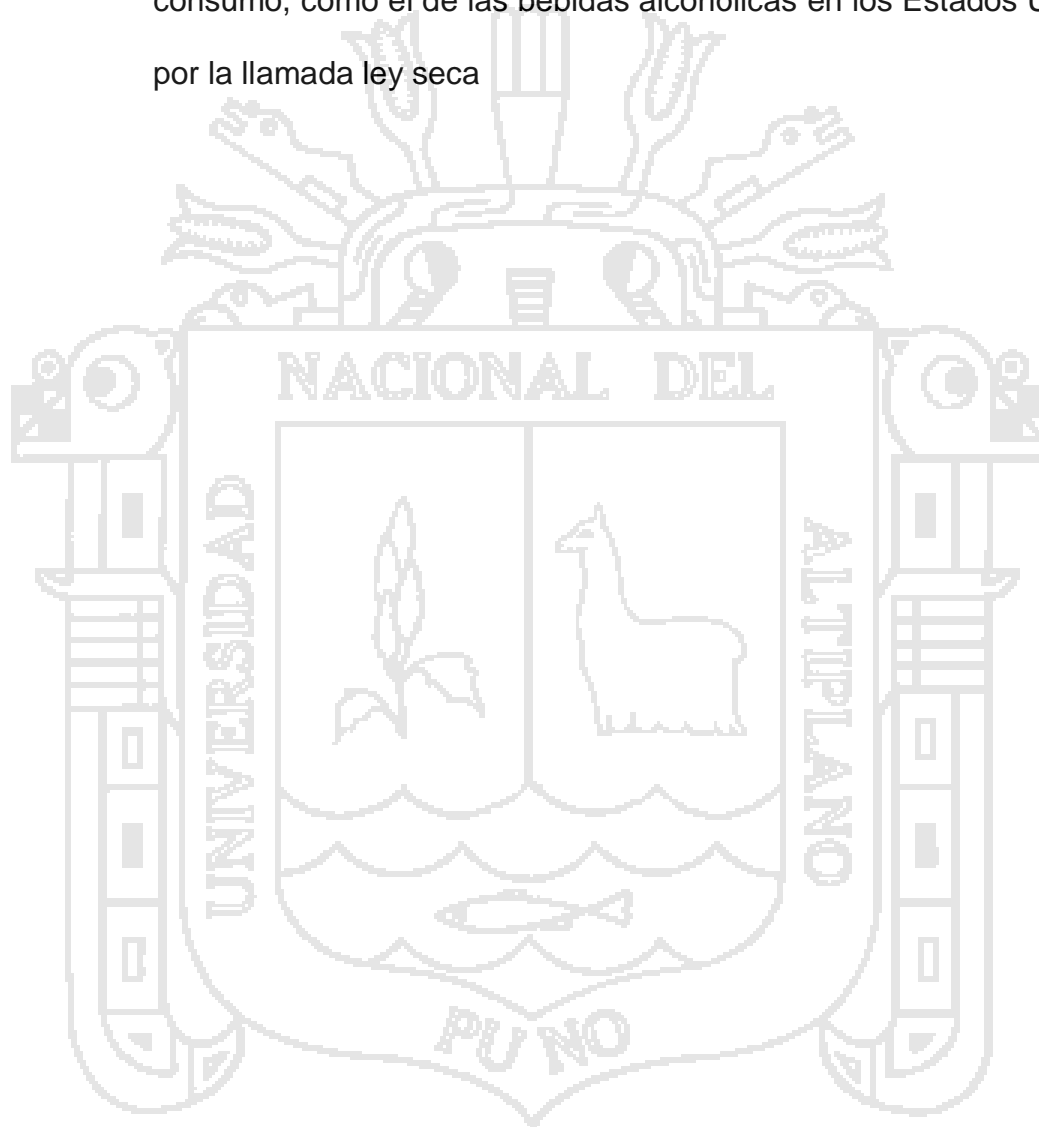 consumo, como el de las bebidas alcohólicas en los Estados
por la llamada ley seca
NACIONAL DEL
UNIVERSIDAD
ALTIPLANO
PUNO